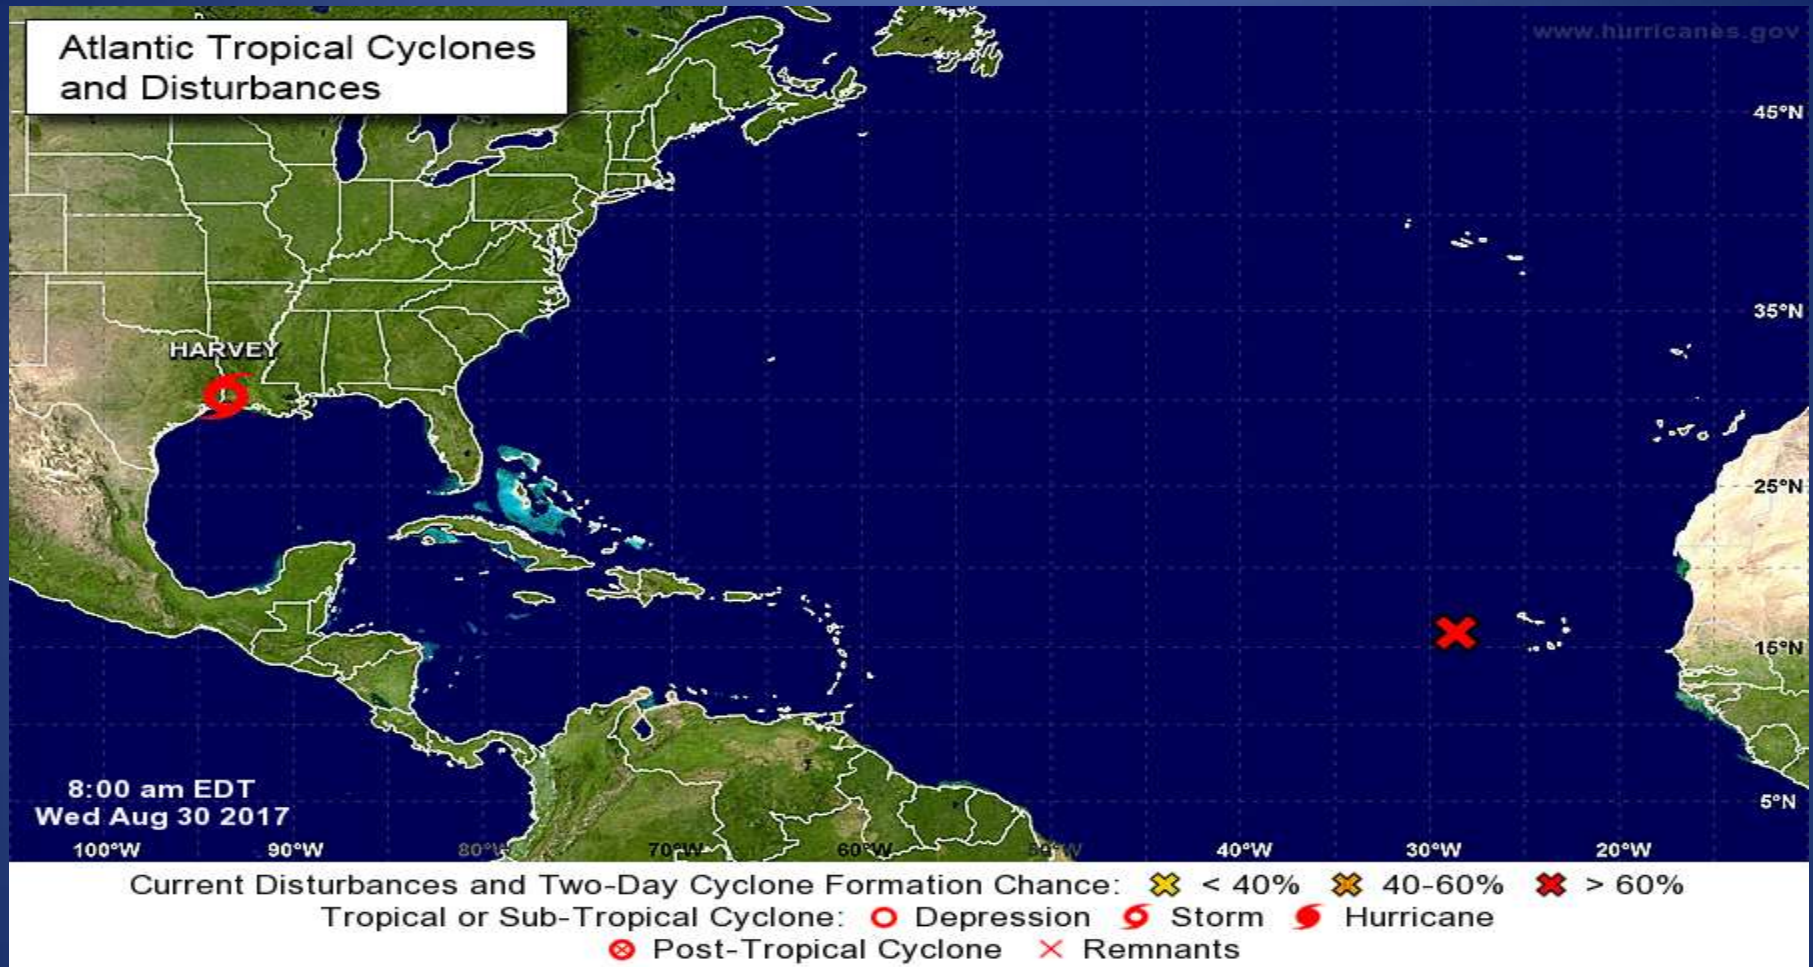 Atlantic Tropical Cyclones
and Disturbances
www.hurricanes.gov
45°N
35°N
HARVEY
25°N
15°N
8:00 am EDT
Wed Aug 30 2017
5°N
100°W 90°W 80°W 70°W 60°W 50°W 40°W 30°W 20°W
Current Disturbances and Two-Day Cyclone Formation Chance: < 40% 40-60% > 60%
Tropical or Sub-Tropical Cyclone: Depression Storm Hurricane
Post-Tropical Cyclone Remnants